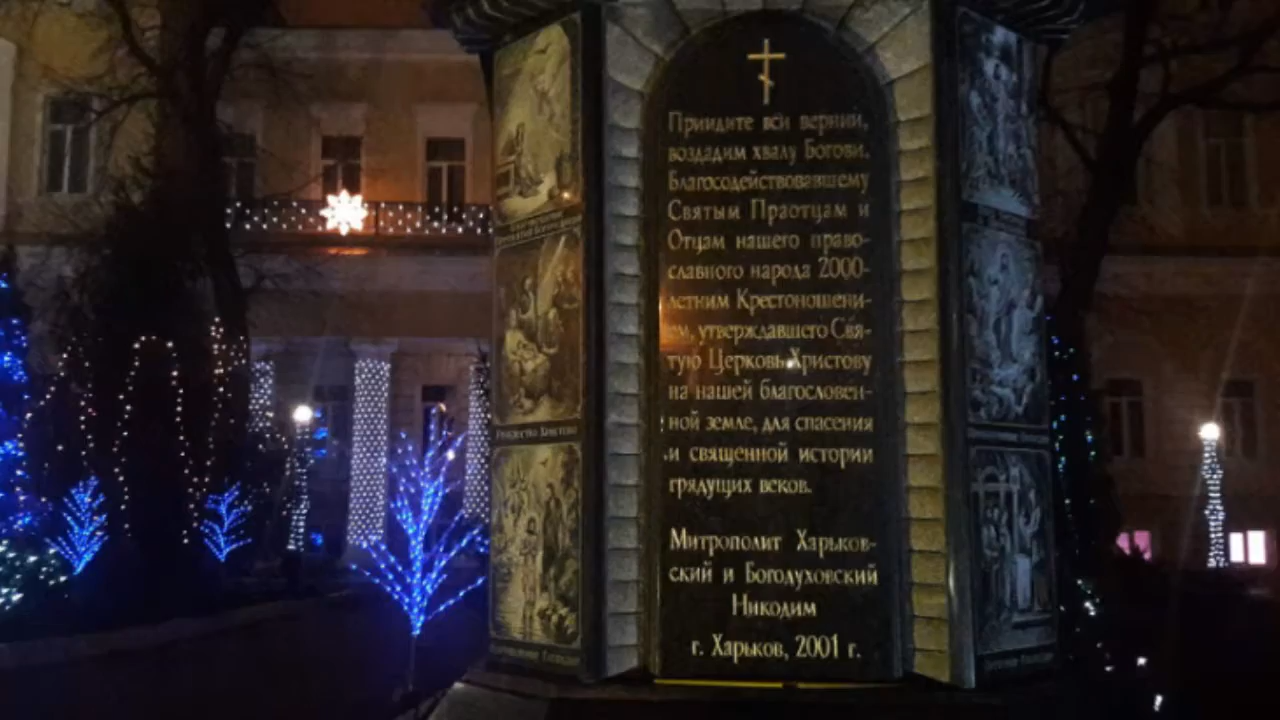 Приидите вси вернии,
воздадим хвалу Богови,
Благосодействовавшему
Святым Праотцам и
Отцам нашего право-
славного народа 2000-
летним Крестоношени-
ем, утверждавшего Свя-
тую Церковь Христову
на нашей благословен-
ной земле, для спасения
и священной истории
грядущих веков.
Митрополит Харьков-
ский и Богодуховский
Никодим
г. Харьков, 2001 г.
Рождество Христово